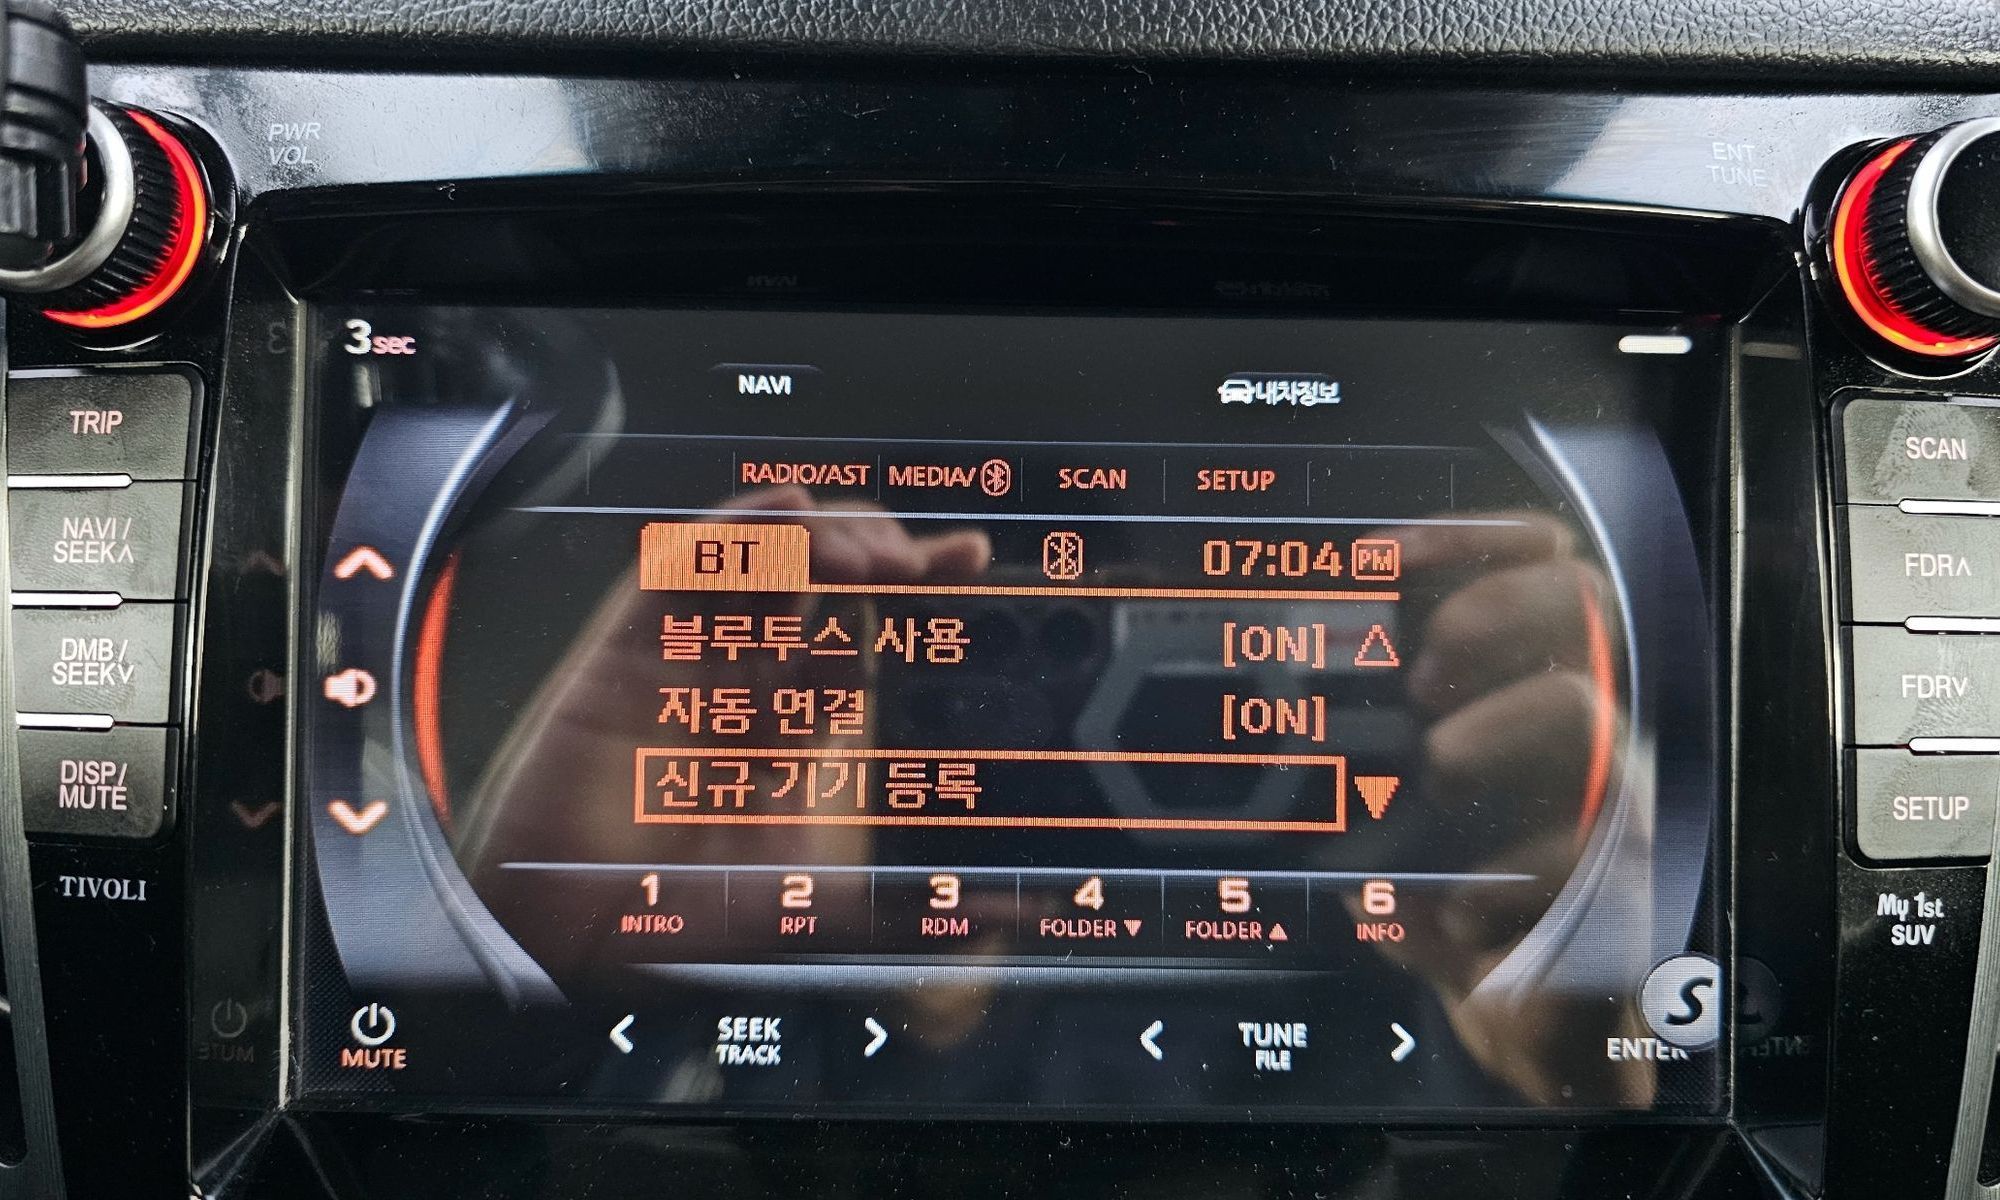 PWR
VOL
ENT
TUNE
3sec
NAVI
내차정보
TRIP
NAVI/
SEEK∧
DMB/
SEEK∨
DISP/
MUTE
TIVOLI
RADIO/AST MEDIA/ SCAN SETUP
BT 07:04 PM
블루투스 사용 [ON] △
자동 연결 [ON]
신규 기기 등록 ▼
1 2 3 4 5 6
INTRO RPT RDM FOLDER ▼ FOLDER ▲ INFO
MUTE
< SEEK >
TRACK
< TUNE >
FILE
S
ENTER
SCAN
FDR∧
FDR∨
SETUP
My 1st
SUV